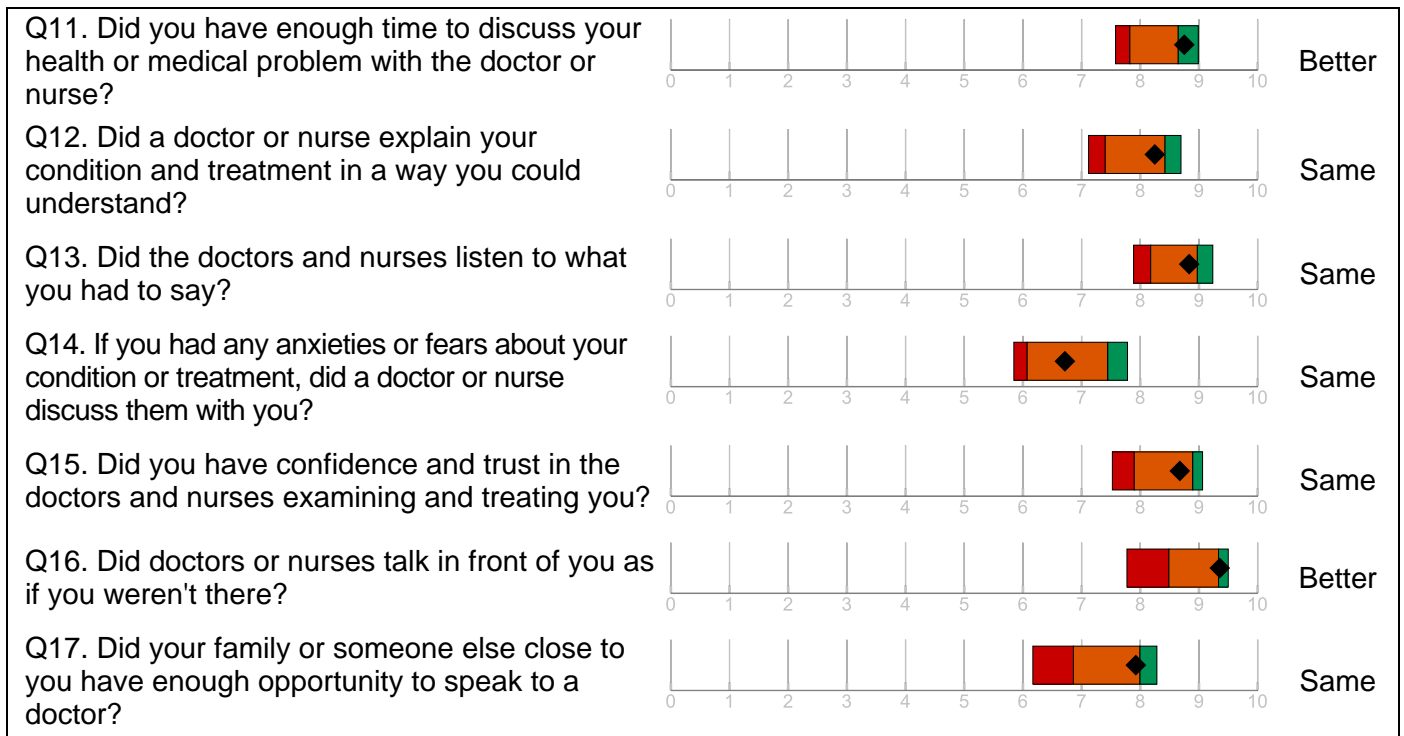 Q11. Did you have enough time to discuss your
health or medical problem with the doctor or
nurse?
0 1 2 3 4 5 6 7 8 9 10
Better
Q12. Did a doctor or nurse explain your
condition and treatment in a way you could
understand?
0 1 2 3 4 5 6 7 8 9 10
Same
Q13. Did the doctors and nurses listen to what
you had to say?
0 1 2 3 4 5 6 7 8 9 10
Same
Q14. If you had any anxieties or fears about your
condition or treatment, did a doctor or nurse
discuss them with you?
0 1 2 3 4 5 6 7 8 9 10
Same
Q15. Did you have confidence and trust in the
doctors and nurses examining and treating you?
0 1 2 3 4 5 6 7 8 9 10
Same
Q16. Did doctors or nurses talk in front of you as
if you weren't there?
0 1 2 3 4 5 6 7 8 9 10
Better
Q17. Did your family or someone else close to
you have enough opportunity to speak to a
doctor?
0 1 2 3 4 5 6 7 8 9 10
Same